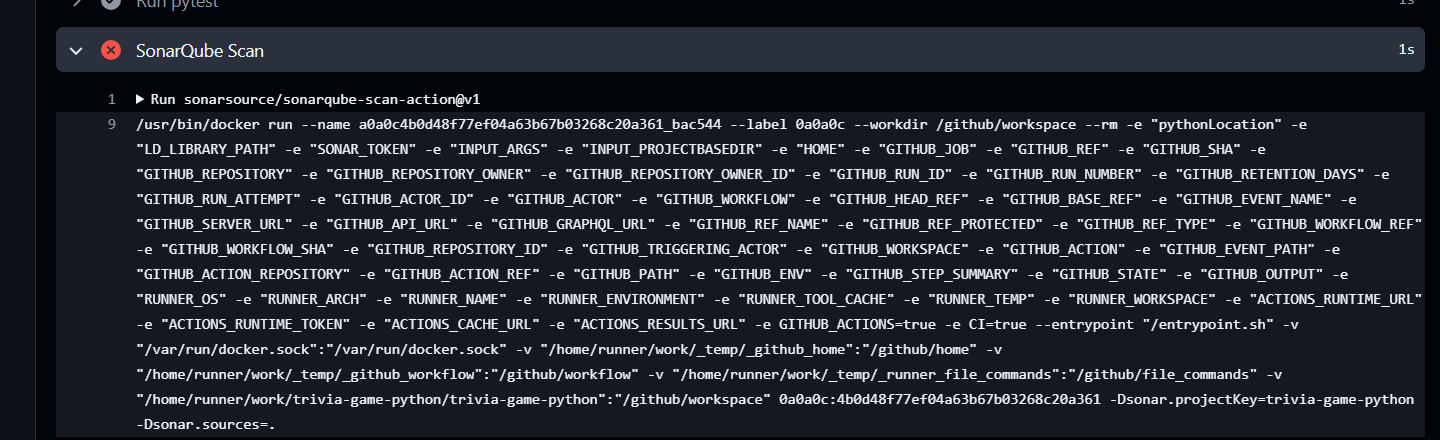 Run pytest
1s
SonarQube Scan
1s
1 Run sonarsource/sonarqube-scan-action@v1
9 /usr/bin/docker run --name a0a0c4b0d48f77ef04a63b67b03268c20a361_bac544 --label 0a0a0c --workdir /github/workspace --rm -e "pythonLocation" -e
"LD_LIBRARY_PATH" -e "SONAR_TOKEN" -e "INPUT_ARGS" -e "INPUT_PROJECTBASEDIR" -e "HOME" -e "GITHUB_JOB" -e "GITHUB_REF" -e "GITHUB_SHA" -e
"GITHUB_REPOSITORY" -e "GITHUB_REPOSITORY_OWNER" -e "GITHUB_REPOSITORY_OWNER_ID" -e "GITHUB_RUN_ID" -e "GITHUB_RUN_NUMBER" -e "GITHUB_RETENTION_DAYS" -e
"GITHUB_RUN_ATTEMPT" -e "GITHUB_ACTOR_ID" -e "GITHUB_ACTOR" -e "GITHUB_WORKFLOW" -e "GITHUB_HEAD_REF" -e "GITHUB_BASE_REF" -e "GITHUB_EVENT_NAME" -e
"GITHUB_SERVER_URL" -e "GITHUB_API_URL" -e "GITHUB_GRAPHQL_URL" -e "GITHUB_REF_NAME" -e "GITHUB_REF_PROTECTED" -e "GITHUB_REF_TYPE" -e "GITHUB_WORKFLOW_REF"
-e "GITHUB_WORKFLOW_SHA" -e "GITHUB_REPOSITORY_ID" -e "GITHUB_TRIGGERING_ACTOR" -e "GITHUB_WORKSPACE" -e "GITHUB_ACTION" -e "GITHUB_EVENT_PATH" -e
"GITHUB_ACTION_REPOSITORY" -e "GITHUB_ACTION_REF" -e "GITHUB_PATH" -e "GITHUB_ENV" -e "GITHUB_STEP_SUMMARY" -e "GITHUB_STATE" -e "GITHUB_OUTPUT" -e
"RUNNER_OS" -e "RUNNER_ARCH" -e "RUNNER_NAME" -e "RUNNER_ENVIRONMENT" -e "RUNNER_TOOL_CACHE" -e "RUNNER_TEMP" -e "RUNNER_WORKSPACE" -e "ACTIONS_RUNTIME_URL"
-e "ACTIONS_RUNTIME_TOKEN" -e "ACTIONS_CACHE_URL" -e "ACTIONS_RESULTS_URL" -e GITHUB_ACTIONS=true -e CI=true --entrypoint "/entrypoint.sh" -v
"/var/run/docker.sock":"/var/run/docker.sock" -v "/home/runner/work/_temp/_github_home":"/github/home" -v
"/home/runner/work/_temp/_github_workflow":"/github/workflow" -v "/home/runner/work/_temp/_runner_file_commands":"/github/file_commands" -v
"/home/runner/work/trivia-game-python/trivia-game-python":"/github/workspace" 0a0a0c:4b0d48f77ef04a63b67b03268c20a361 -Dsonar.projectKey=trivia-game-python
-Dsonar.sources=.